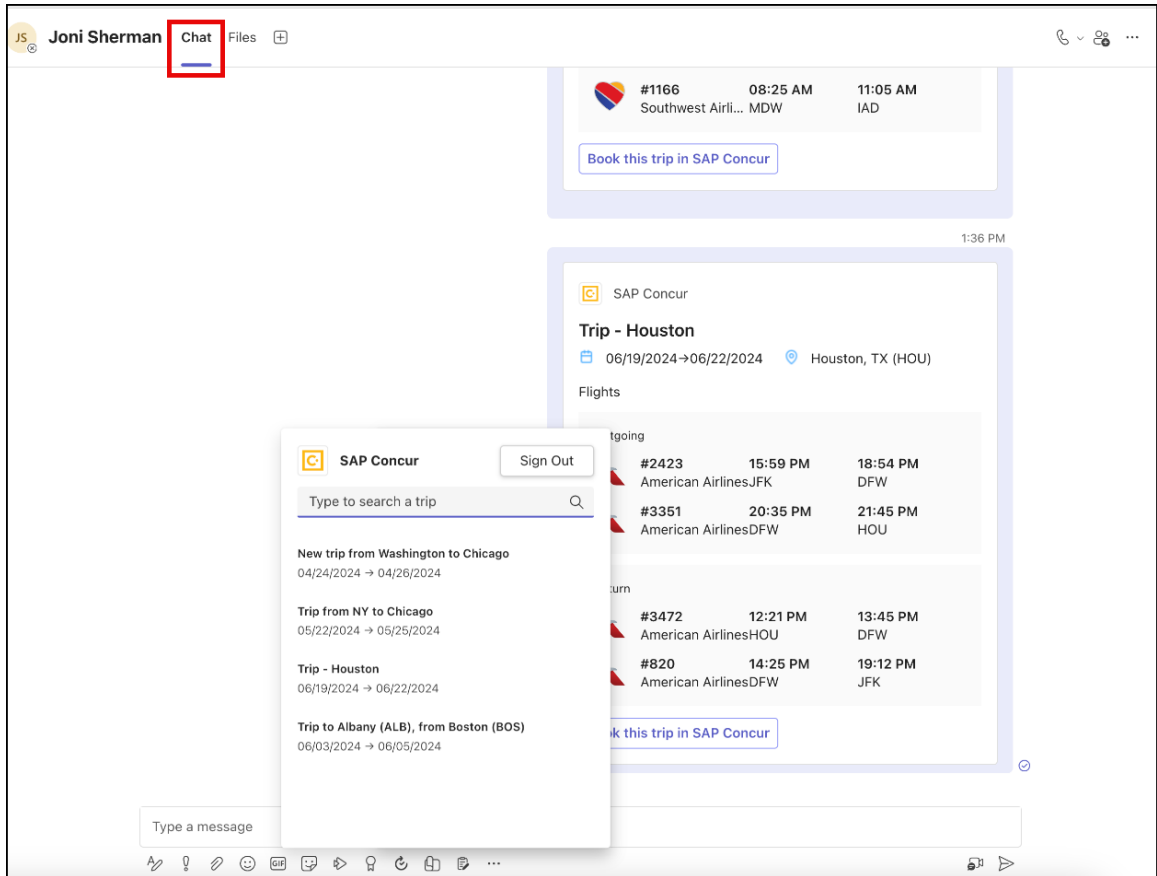 JS Joni Sherman Chat Files
#1166 08:25 AM 11:05 AM
Southwest Airli... MDW IAD
Book this trip in SAP Concur
1:36 PM
SAP Concur
Trip - Houston
06/19/2024→06/22/2024 Houston, TX (HOU)
Flights
tgoing
#2423 15:59 PM 18:54 PM
American Airlines JFK DFW
#3351 20:35 PM 21:45 PM
American Airlines DFW HOU
turn
#3472 12:21 PM 13:45 PM
American Airlines HOU DFW
#820 14:25 PM 19:12 PM
American Airlines DFW JFK
k this trip in SAP Concur
SAP Concur Sign Out
Type to search a trip
New trip from Washington to Chicago
04/24/2024 → 04/26/2024
Trip from NY to Chicago
05/22/2024 → 05/25/2024
Trip - Houston
06/19/2024 → 06/22/2024
Trip to Albany (ALB), from Boston (BOS)
06/03/2024 → 06/05/2024
Type a message
GIF